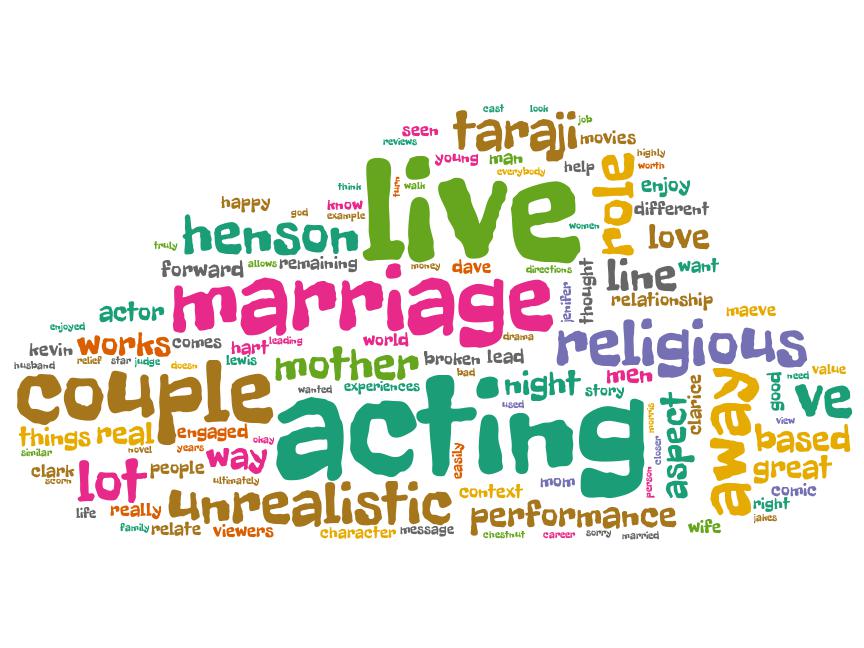 cast look
seen taraji job
reviews movies
young man highly
everybody help role worth
think turn walk live enjoy
happy know different
god example women
truly henson love
forward allows remaining money dave directions thought line want
actor marriage jenifer relationship
enjoyed maeve
kevin works comes hart leading world drama religious
husband relief star judge lewis doesn mother broken lead
couple wanted experiences bad night story men good need value
used clarice away ve
things real engaged okay acting morris aspect view based
similar novel years way easily closer
clark scorn lot people ultimately mom person great
unrealistic context comic
life really performance right
family relate viewers character message chestnut career sorry married wife jakes